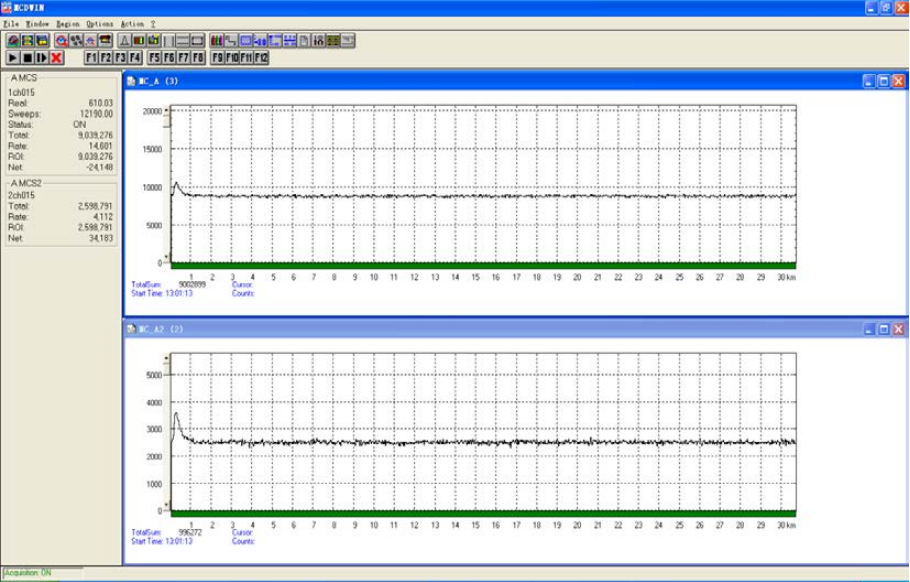 MCDWIN
File Window Region Options Action ?
F1 F2 F3 F4 F5 F6 F7 F8 F9 F10 F11 F12
A MCS
1ch015
Real: 610.03
Sweeps: 12190.00
Status: ON
Total: 9,039,276
Rate: 14,681
ROI: 9,039,276
Net: -24,148
A MCS2
2ch015
Total: 2,598,791
Rate: 4,112
ROI: 2,598,791
Net: 34,183
MC_A (3)
20000
15000
10000
5000
0
1 2 3 4 5 6 7 8 9 10 11 12 13 14 15 16 17 18 19 20 21 22 23 24 25 26 27 28 29 30 km
TotalSum: 9002899 Cursor:
Start Time: 13:01:13 Counts:
MC_A2 (2)
5000
4000
3000
2000
1000
0
1 2 3 4 5 6 7 8 9 10 11 12 13 14 15 16 17 18 19 20 21 22 23 24 25 26 27 28 29 30 km
TotalSum: 996272 Cursor:
Start Time: 13:01:13 Counts:
Acquisition: ON